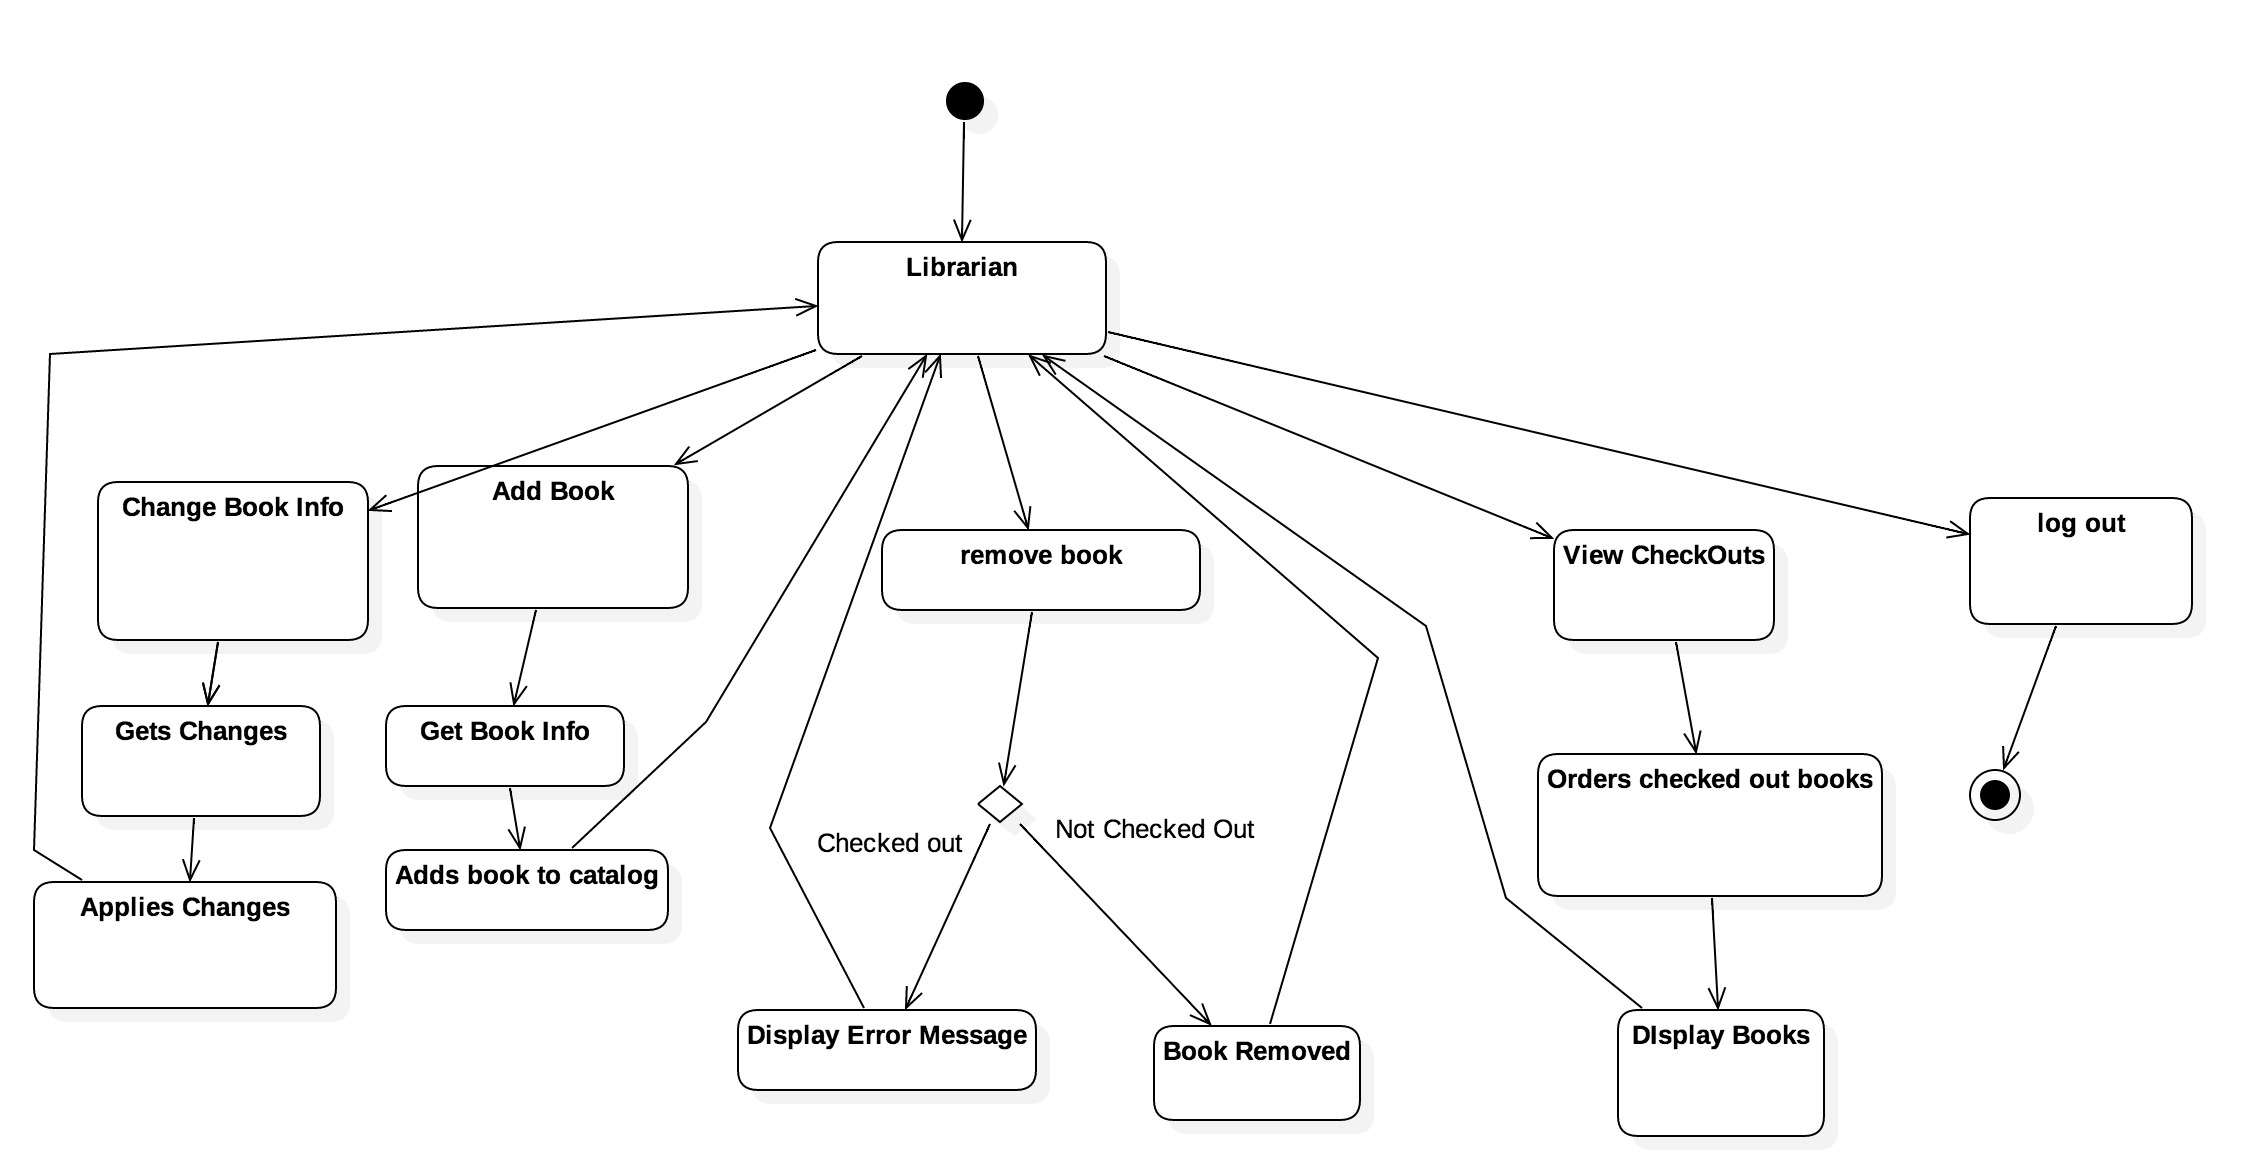 Librarian
Change Book Info
Add Book
remove book
View CheckOuts
log out
Gets Changes
Get Book Info
Orders checked out books
Checked out
Not Checked Out
Applies Changes
Adds book to catalog
Display Error Message
Book Removed
DIsplay Books